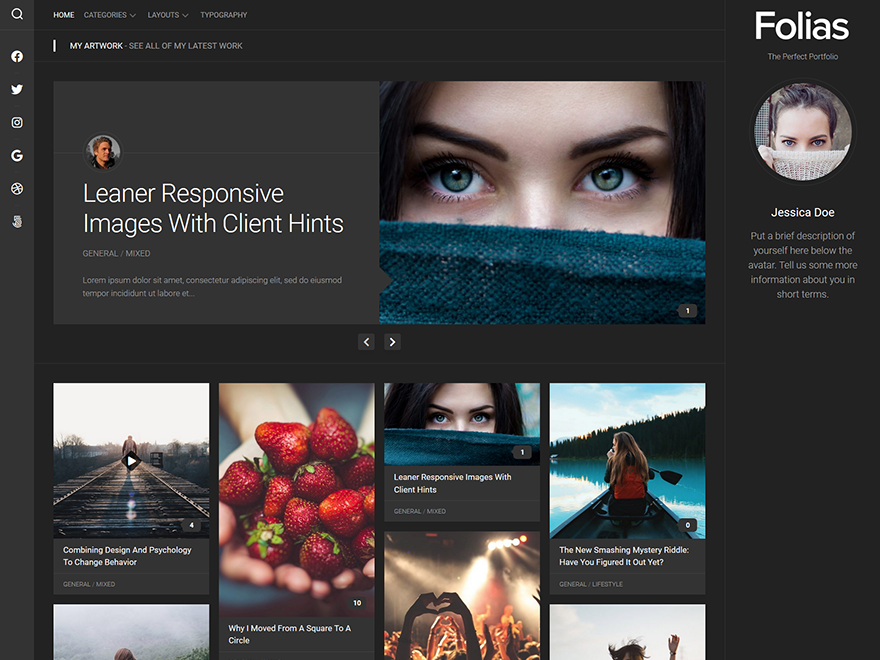 HOME CATEGORIES LAYOUTS TYPOGRAPHY
MY ARTWORK - SEE ALL OF MY LATEST WORK
Leaner Responsive
Images With Client Hints
GENERAL / MIXED
Lorem ipsum dolor sit amet, consectetur adipiscing elit, sed do eiusmod
tempor incididunt ut labore et...
1
Folias
The Perfect Portfolio
Jessica Doe
Put a brief description of
yourself here below the
avatar. Tell us some more
information about you in
short terms.
4
Combining Design And Psychology
To Change Behavior
GENERAL / MIXED
10
Why I Moved From A Square To A
Circle
1
Leaner Responsive Images With
Client Hints
GENERAL / MIXED
0
The New Smashing Mystery Riddle:
Have You Figured It Out Yet?
GENERAL / LIFESTYLE